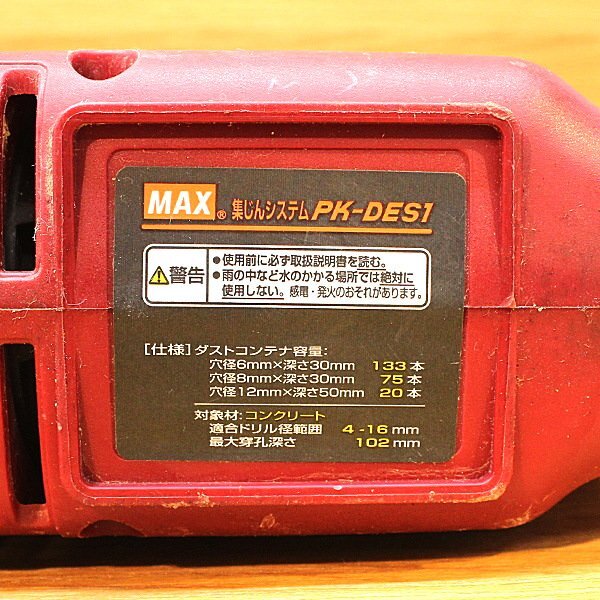 MAX® 集じんシステム PK-DES1
⚠警告
●使用前に必ず取扱説明書を読む。
●雨の中など水のかかる場所では絶対に
使用しない。感電・発火のおそれがあります。
［仕様］ダストコンテナ容量:
穴径6mm×深さ30mm 133本
穴径8mm×深さ30mm 75本
穴径12mm×深さ50mm 20本
対象材:コンクリート
適合ドリル径範囲 4-16mm
最大穿孔深さ 102mm